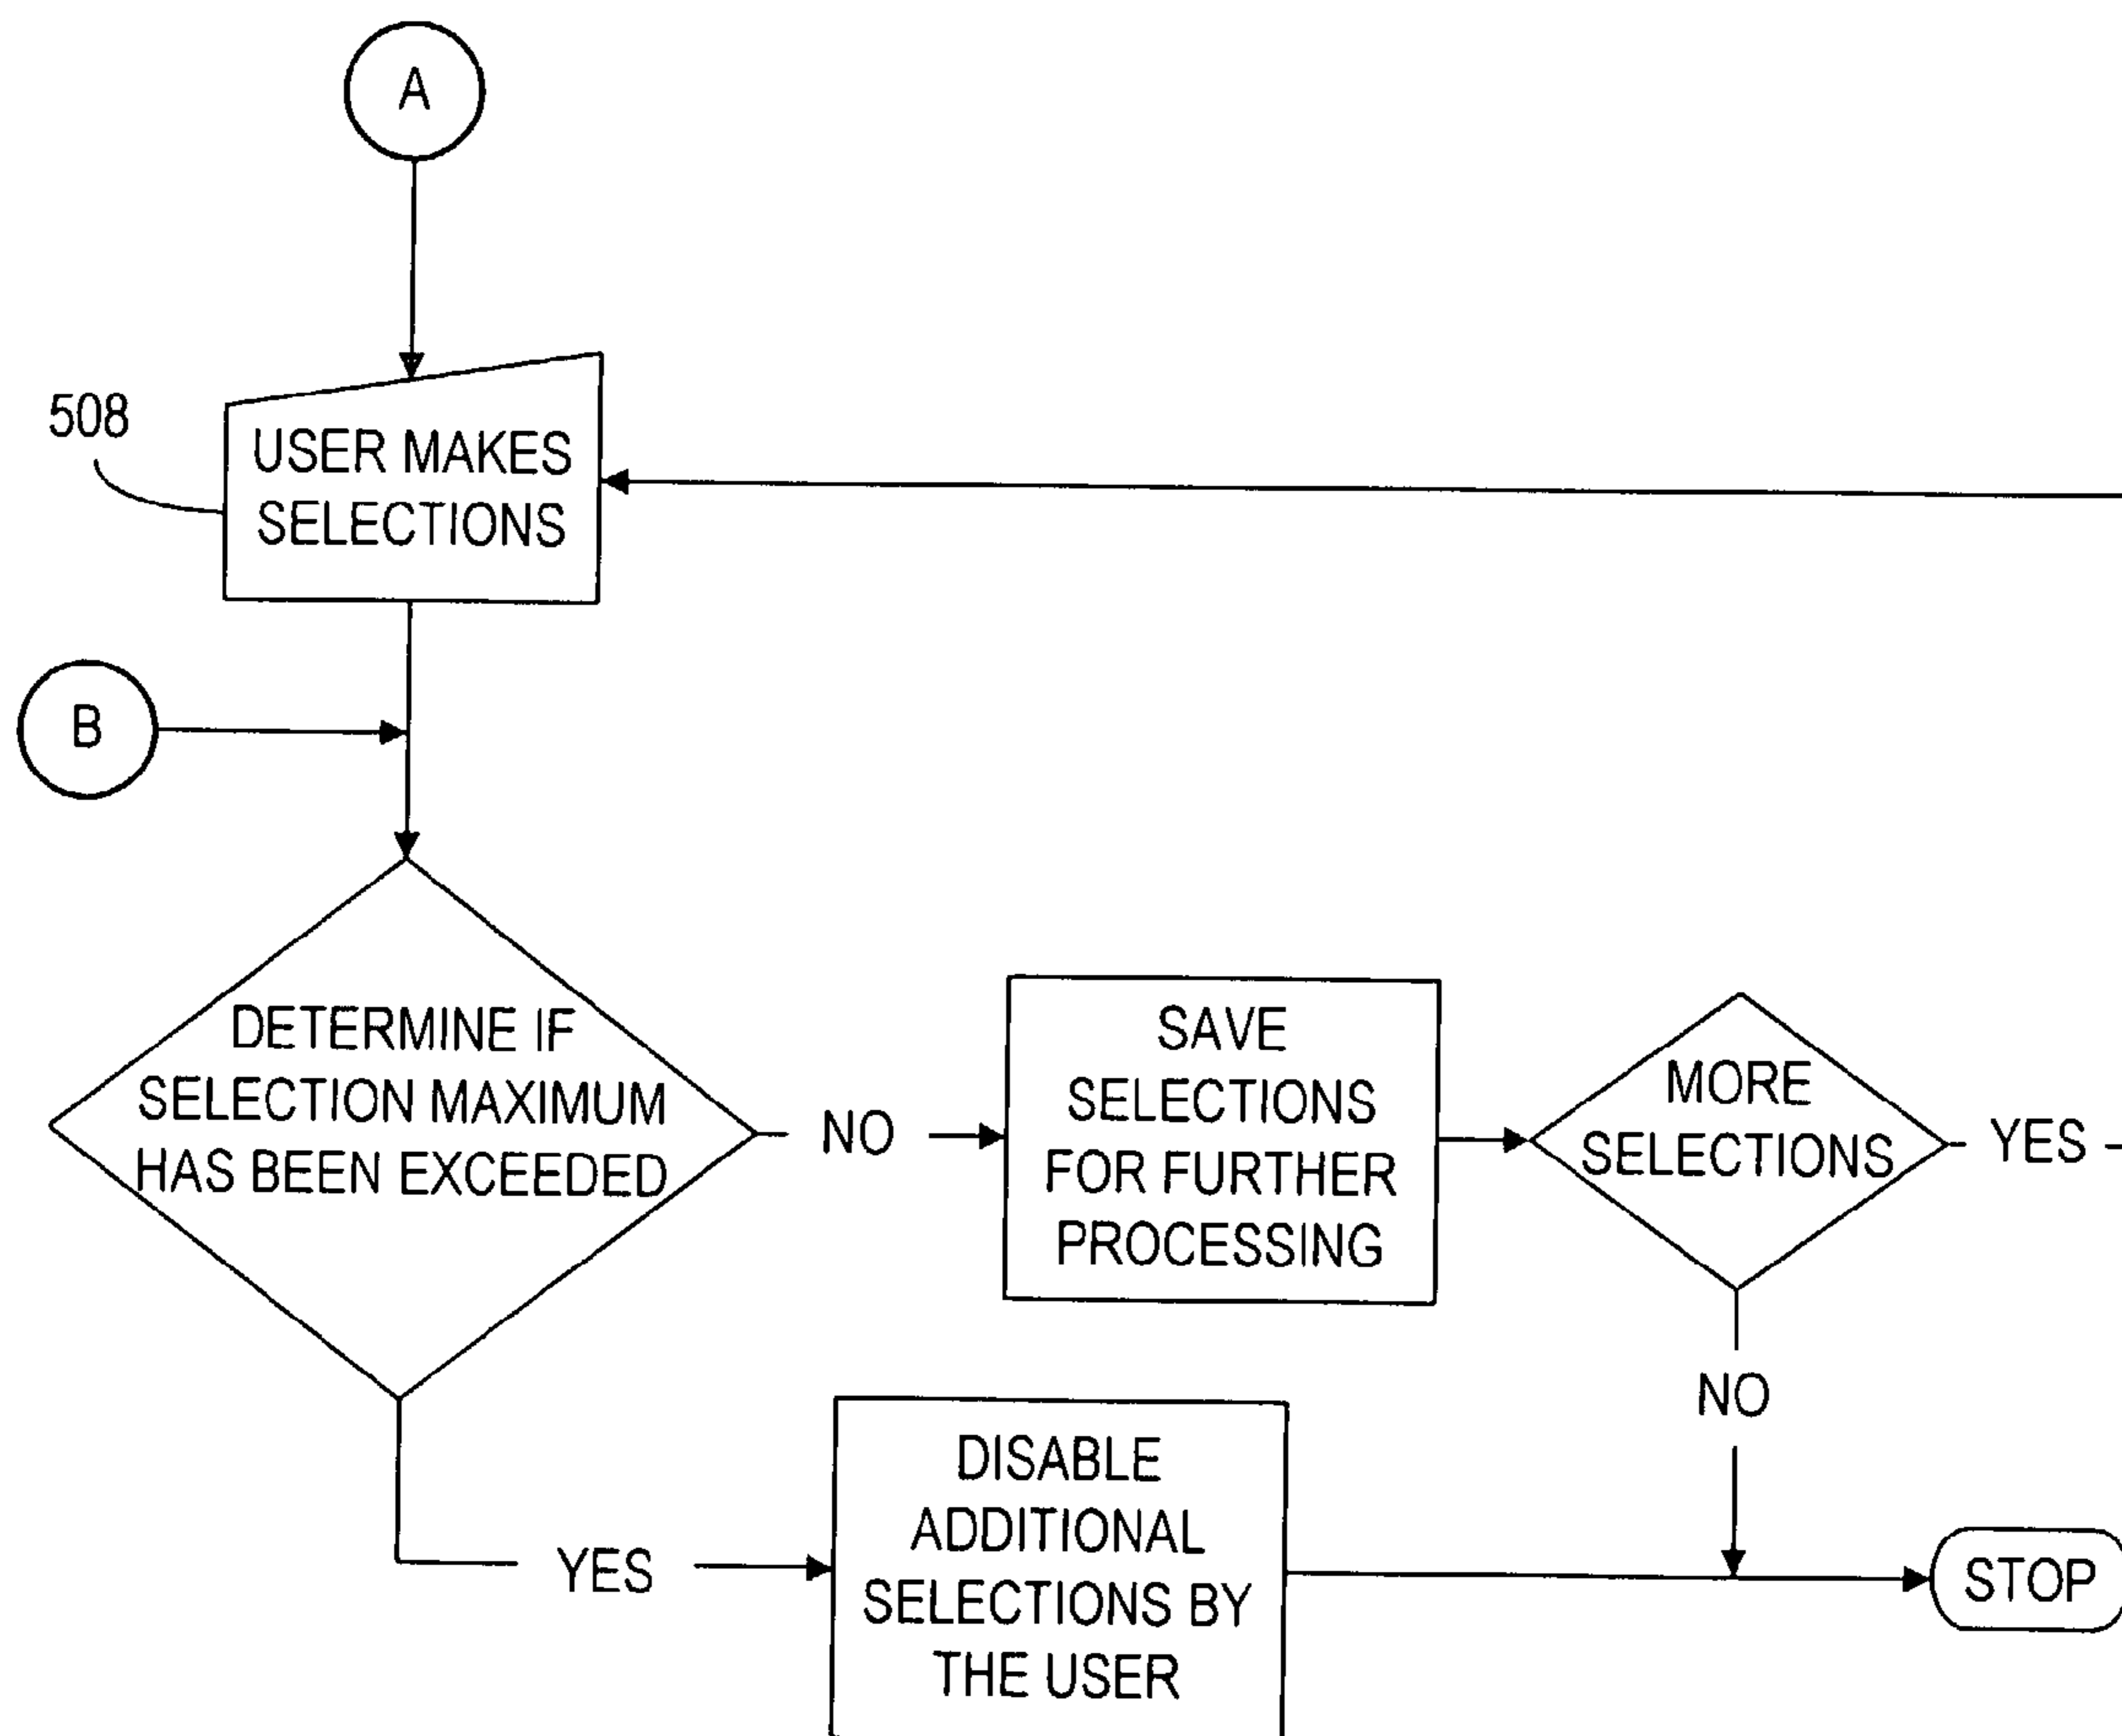 A
508
USER MAKES
SELECTIONS
B
DETERMINE IF
SELECTION MAXIMUM
HAS BEEN EXCEEDED
NO
SAVE
SELECTIONS
FOR FURTHER
PROCESSING
MORE
SELECTIONS
YES
NO
YES
DISABLE
ADDITIONAL
SELECTIONS BY
THE USER
STOP